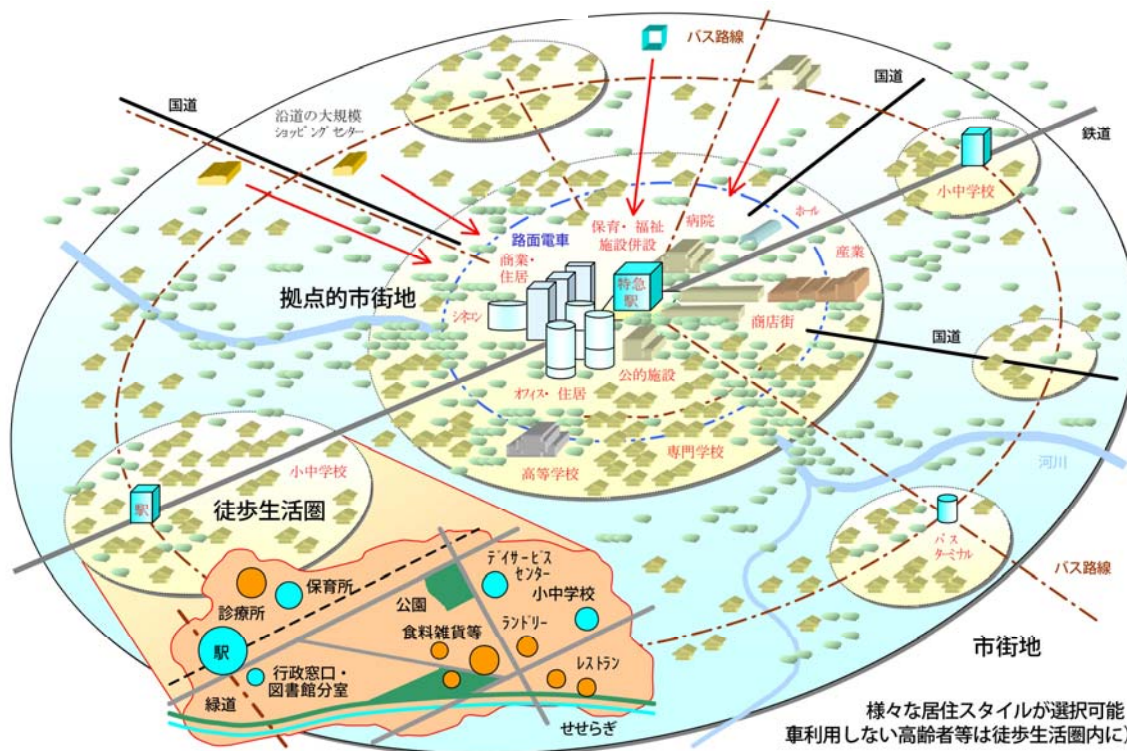 バス路線
国道
国道
沿道の大規模
ショッピングセンター
鉄道
小中学校
路面電車
保育・福祉
施設併設
病院
ホール
商業・
住居
産業
拠点的市街地
特急
駅
シネコン
商店街
国道
公的施設
オフィス・住居
専門学校
高等学校
小中学校
河川
駅
徒歩生活圏
バス
ターミナル
デイサービス
センター
保育所
小中学校
バス路線
公園
診療所
ランドリー
食料雑貨等
駅
市街地
レストラン
行政窓口・
図書館分室
緑道
せせらぎ
様々な居住スタイルが選択可能
車利用しない高齢者等は徒歩生活圏内に)